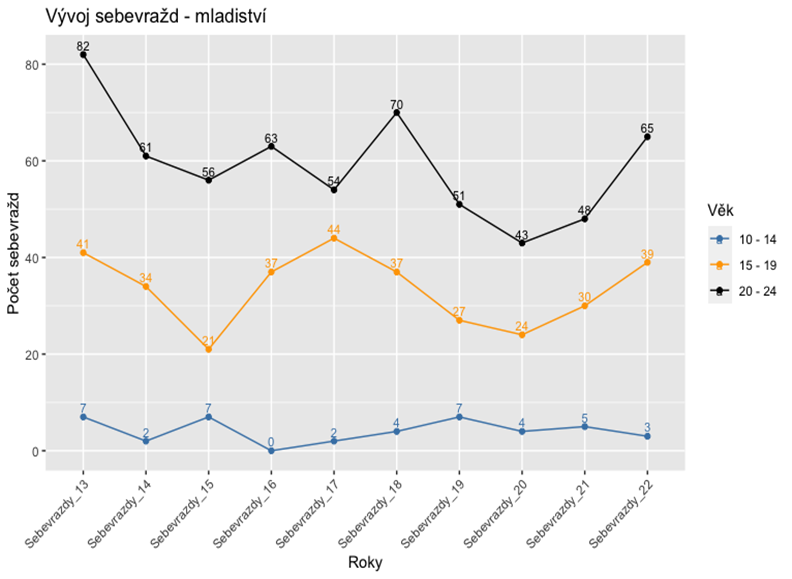 Vývoj sebevražd - mladiství
82
61
56
63
54
70
51
43
48
65
41
34
21
37
44
37
27
24
30
39
7
2
7
0
2
4
7
4
5
3
80
60
40
20
0
Počet sebevražd
Sebevrazdy_13
Sebevrazdy_14
Sebevrazdy_15
Sebevrazdy_16
Sebevrazdy_17
Sebevrazdy_18
Sebevrazdy_19
Sebevrazdy_20
Sebevrazdy_21
Sebevrazdy_22
Roky
Věk
10 - 14
15 - 19
20 - 24